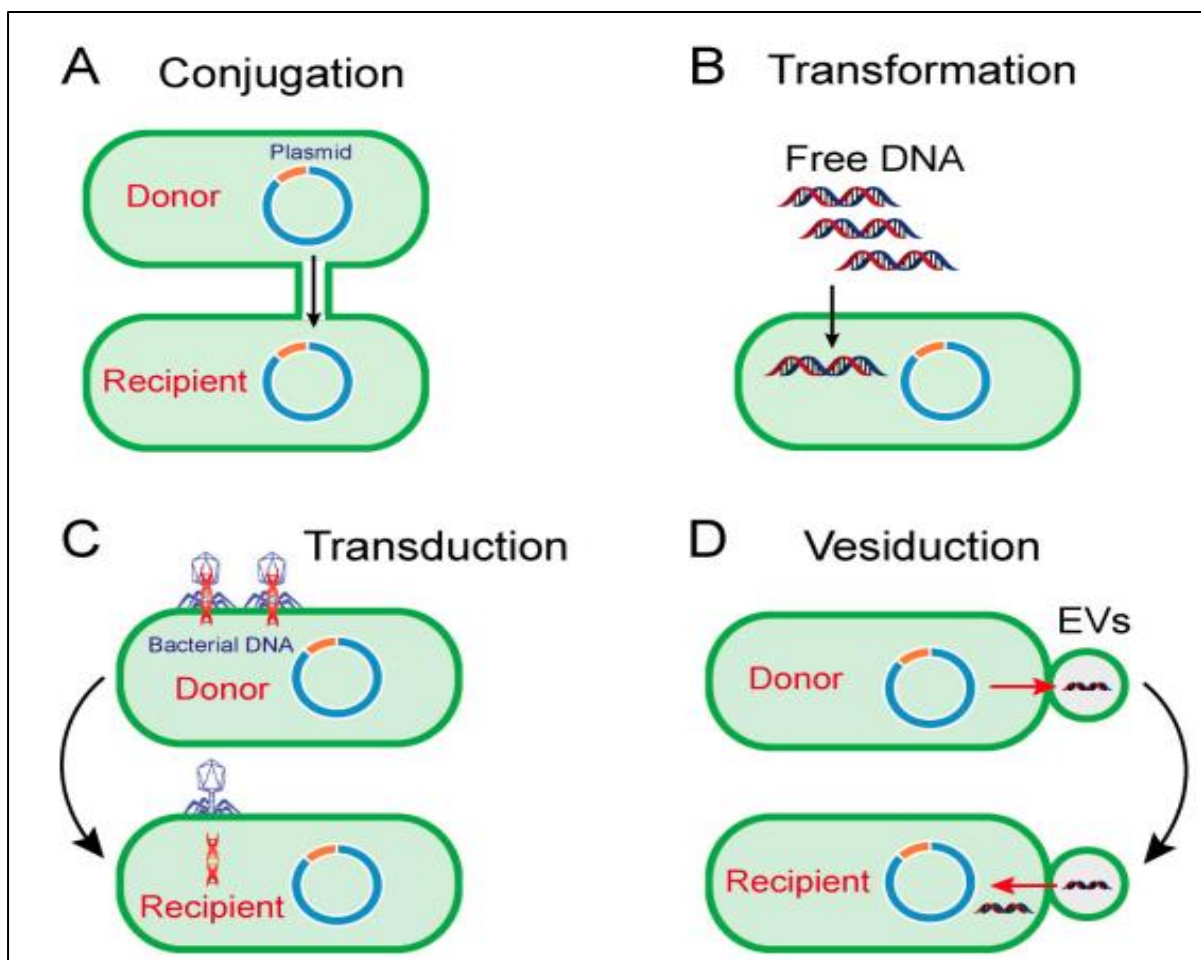 A Conjugation
Plasmid
Donor
Recipient
B Transformation
Free DNA
C Transduction
Bacterial DNA
Donor
Recipient
D Vesiduction
EVs
Donor
Recipient